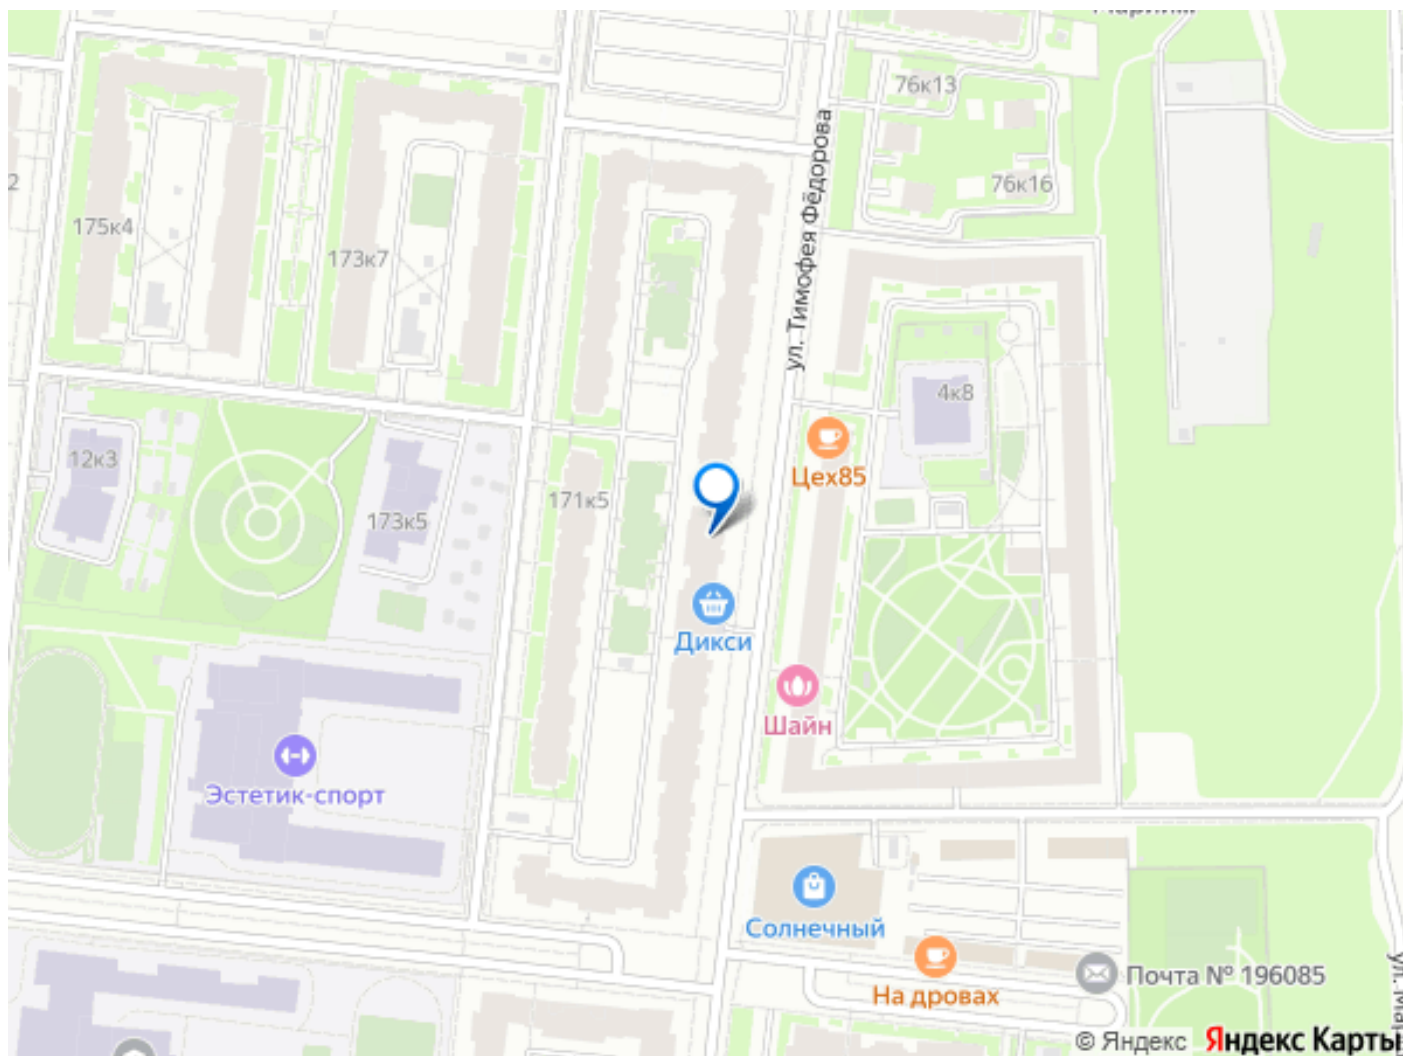 76к13
ул. Тимофея Фёдорова
2
76к16
175к4
173к7
4к8
Цех85
12к3
171к5
173к5
Дикси
Шайн
Эстетик-спорт
Солнечный
На дровах
Почта № 196085
© Яндекс Яндекс Карты